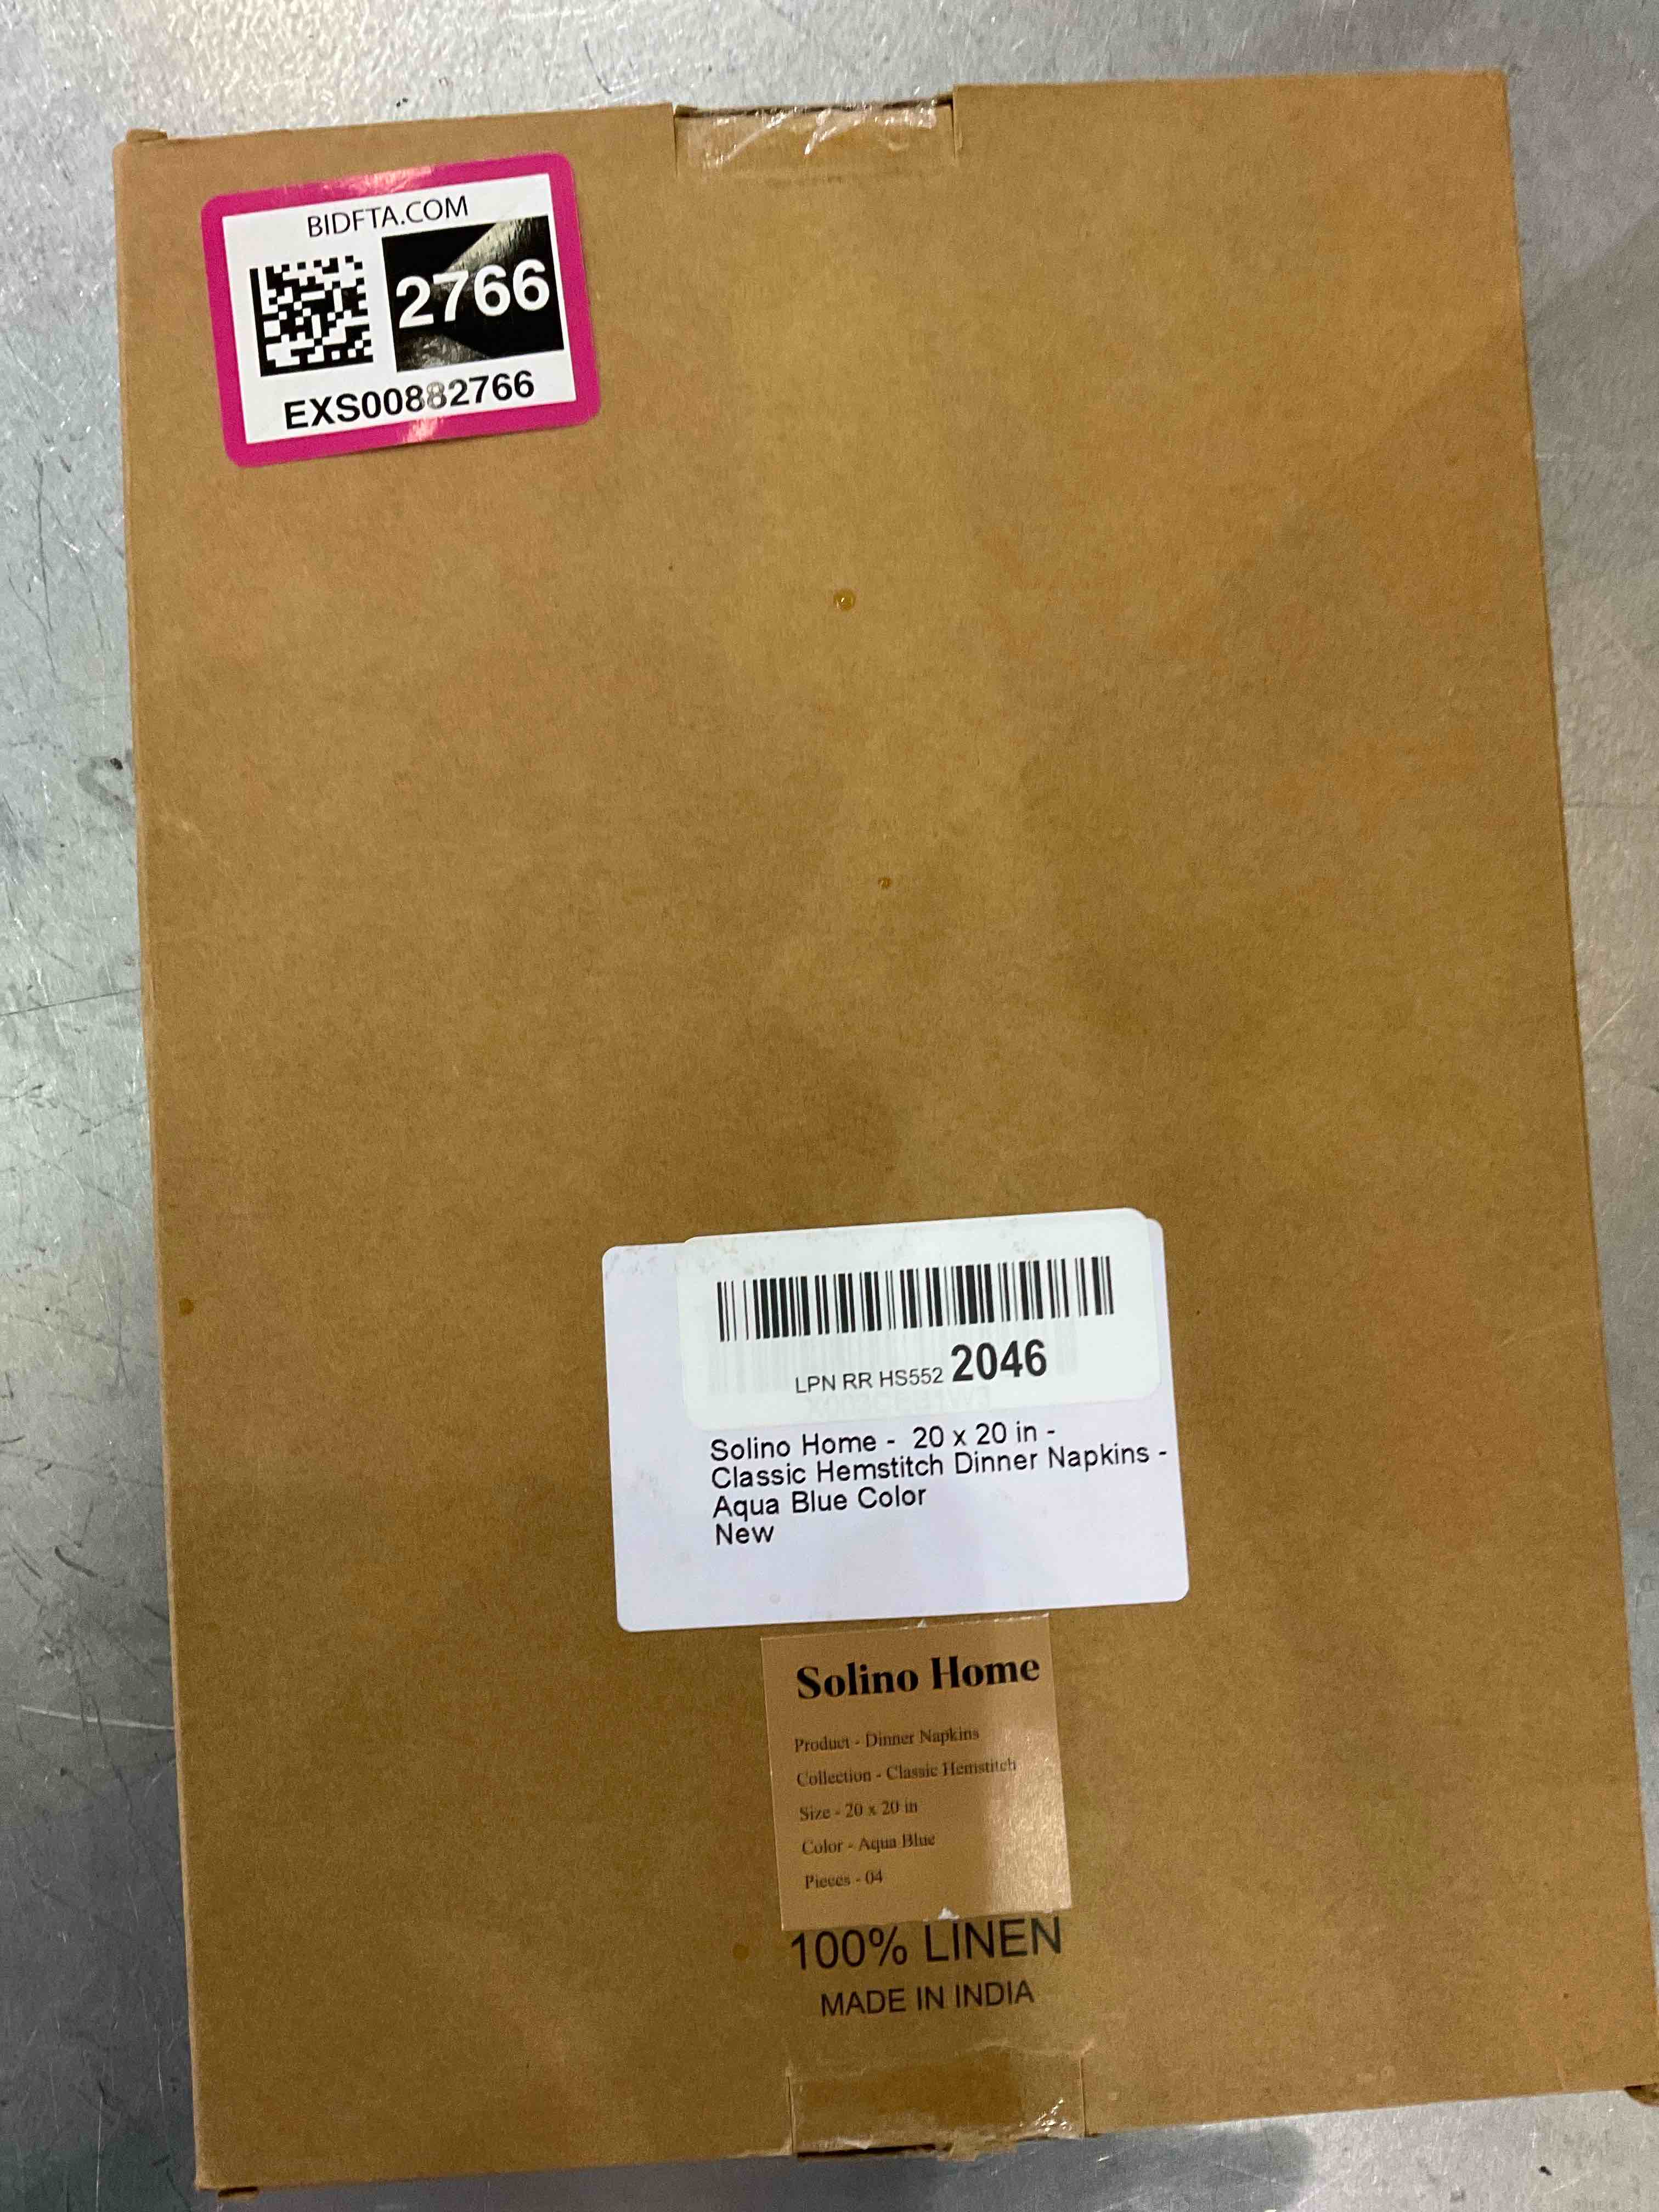 BIDFTA.COM
2766
EXS00882766
LPN RR HS552 2046
Solino Home - 20 x 20 in -
Classic Hemstitch Dinner Napkins -
Aqua Blue Color
New
Solino Home
Product - Dinner Napkins
Collection - Classic Hemstitch
Size - 20 x 20 in
Color - Aqua Blue
Pieces - 04
100% LINEN
MADE IN INDIA